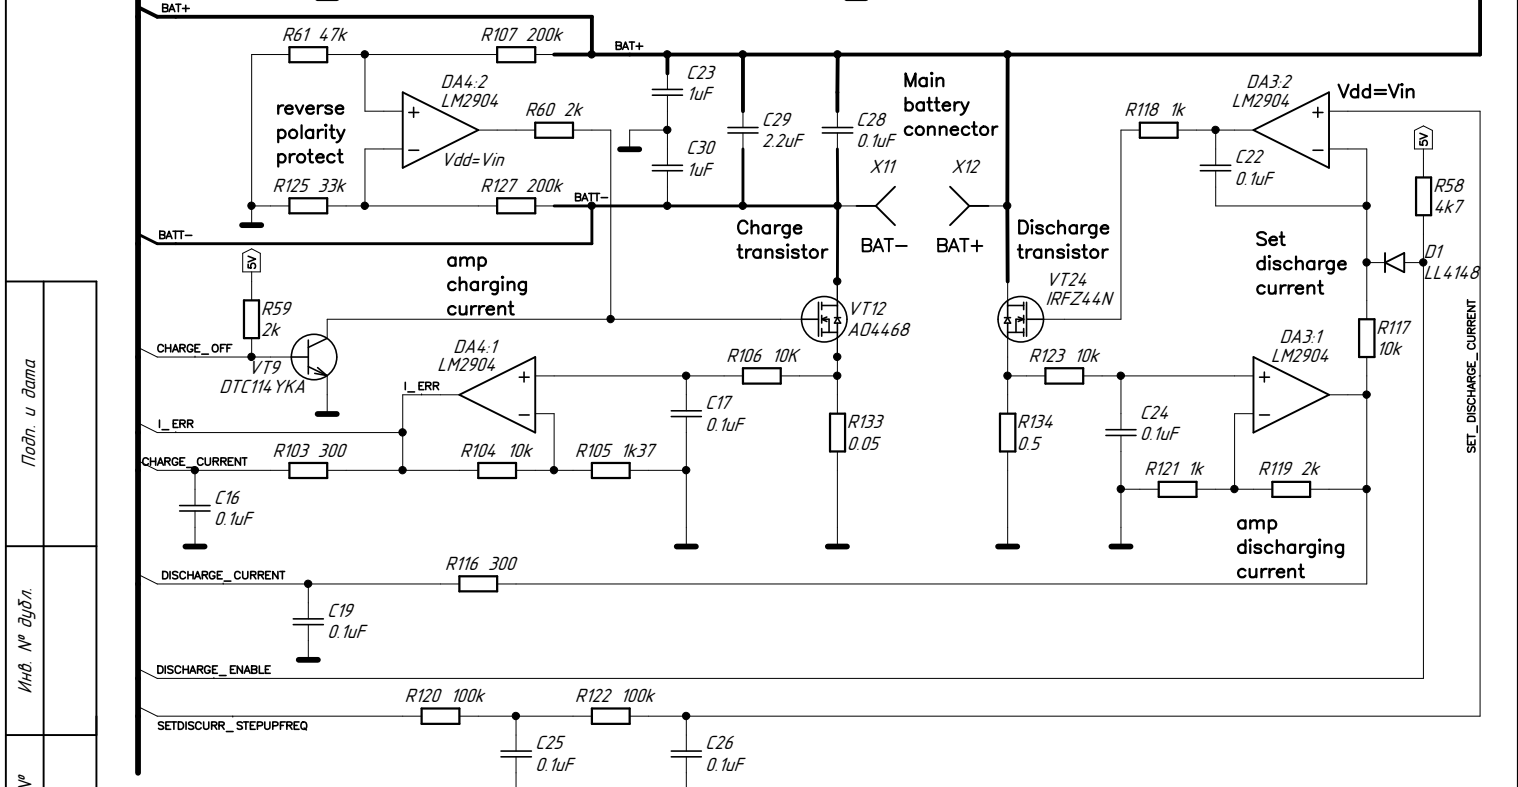 BAT+
R61 47k
R107 200k
BAT+
reverse
polarity
protect
DA4:2
LM2904
+
−
Vdd=Vin
R60 2k
C23
1uF
C30
1uF
C29
2.2uF
C28
0.1uF
Main
battery
connector
X11
X12
BAT-
BAT+
R118 1k
DA3:2
LM2904
+
−
Vdd=Vin
C22
0.1uF
5V
R58
4k7
R125 33k
R127 200k
BATT-
BATT-
Charge
transistor
Discharge
transistor
Set
discharge
current
D1
LL4148
5V
R59
2k
amp
charging
current
VT12
AO4468
VT24
IRFZ44N
CHARGE_OFF
VT9
DTC114YKA
DA4:1
LM2904
+
−
I_ERR
R106 10K
R123 10k
DA3:1
LM2904
+
−
R117
10k
SET_DISCHARGE_CURRENT
I_ERR
C17
0.1uF
R133
0.05
R134
0.5
C24
0.1uF
CHARGE_CURRENT
R103 300
R104 10k
R105 1k37
R121 1k
R119 2k
C16
0.1uF
amp
discharging
current
DISCHARGE_CURRENT
R116 300
C19
0.1uF
DISCHARGE_ENABLE
SETDISCURR_STEPUPFREQ
R120 100k
R122 100k
C25
0.1uF
C26
0.1uF
Подп. и дата
Инв. № дубл.
№